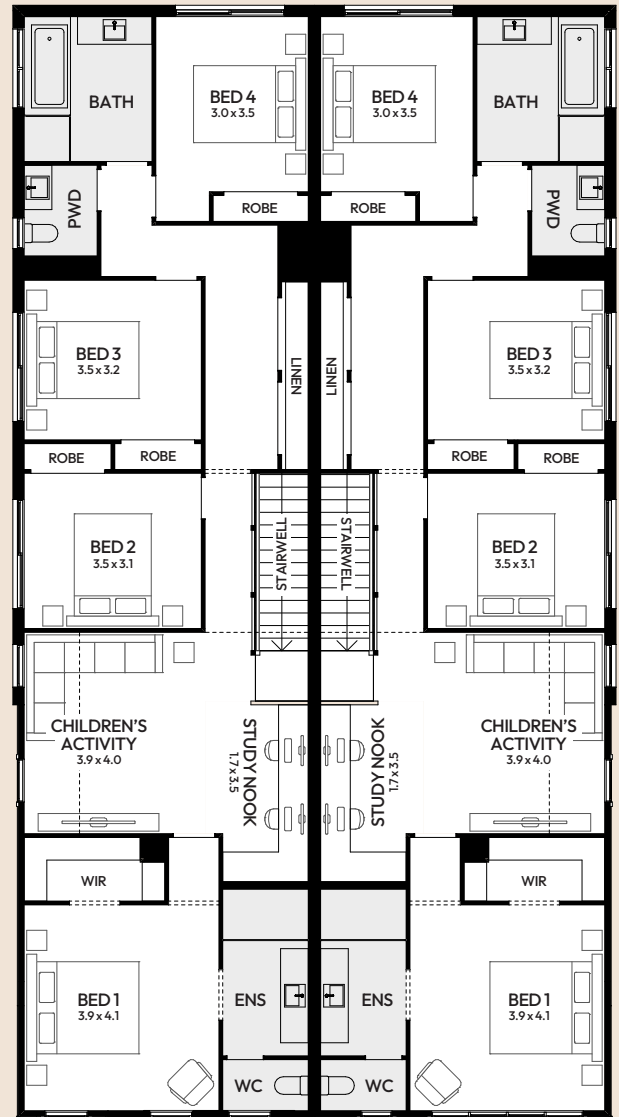 BATH
BED 4
3.0 x 3.5
BED 4
3.0 x 3.5
BATH
PWD
ROBE
ROBE
PWD
BED 3
3.5 x 3.2
LINEN
LINEN
BED 3
3.5 x 3.2
ROBE
ROBE
ROBE
ROBE
BED 2
3.5 x 3.1
STAIRWELL
STAIRWELL
BED 2
3.5 x 3.1
CHILDREN'S
ACTIVITY
3.9 x 4.0
STUDY NOOK
1.7 x 3.5
STUDY NOOK
1.7 x 3.5
CHILDREN'S
ACTIVITY
3.9 x 4.0
WIR
WIR
BED 1
3.9 x 4.1
ENS
ENS
BED 1
3.9 x 4.1
WC
WC